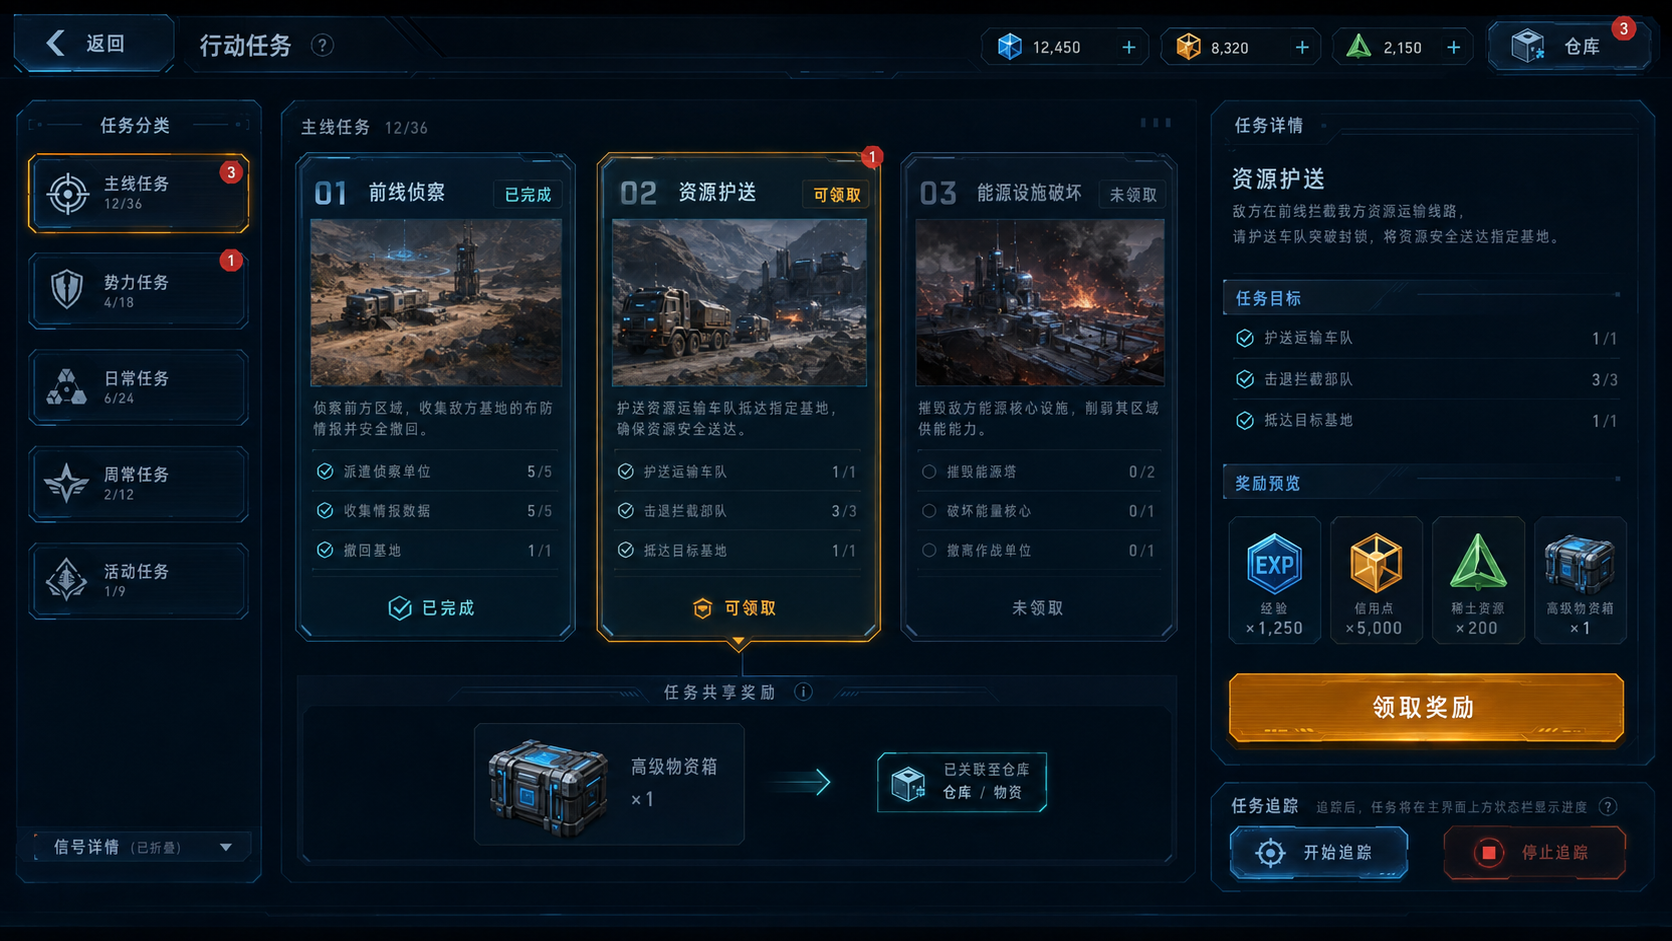 返回
行动任务 ?
12,450 +
8,320 +
2,150 +
仓库
3
任务分类
主线任务
12/36
3
势力任务
4/18
1
日常任务
6/24
周常任务
2/12
活动任务
1/9
信号详情 (已折叠)
主线任务 12/36
01 前线侦察 已完成
侦察前方区域，收集敌方基地的布防
情报并安全撤回。
派遣侦察单位 5/5
收集情报数据 5/5
撤回基地 1/1
已完成
1
02 资源护送 可领取
护送资源运输车队抵达指定基地，
确保资源安全送达。
护送运输车队 1/1
击退拦截部队 3/3
抵达目标基地 1/1
可领取
03 能源设施破坏 未领取
摧毁敌方能源核心设施，削弱其区域
供能能力。
摧毁能源塔 0/2
破坏能量核心 0/1
撤离作战单位 0/1
未领取
任务共享奖励 i
高级物资箱
×1
已关联至仓库
仓库 / 物资
任务详情
资源护送
敌方在前线拦截我方资源运输线路，
请护送车队突破封锁，将资源安全送达指定基地。
任务目标
护送运输车队 1/1
击退拦截部队 3/3
抵达目标基地 1/1
奖励预览
EXP
经验
×1,250
信用点
×5,000
稀土资源
×200
高级物资箱
×1
领取奖励
任务追踪 追踪后，任务将在主界面上方状态栏显示进度 ?
开始追踪
停止追踪